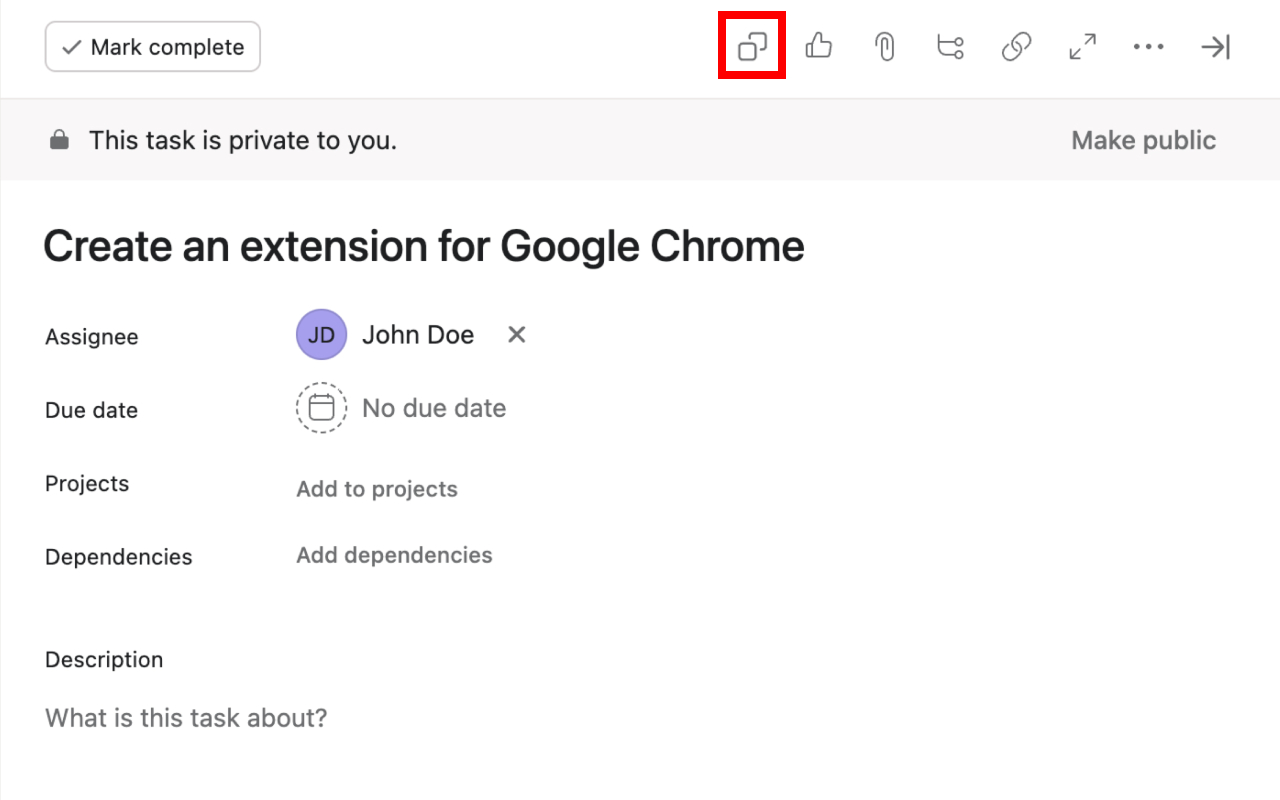 Mark complete
This task is private to you.
Make public
Create an extension for Google Chrome
Assignee
JD
John Doe
Due date
No due date
Projects
Add to projects
Dependencies
Add dependencies
Description
What is this task about?